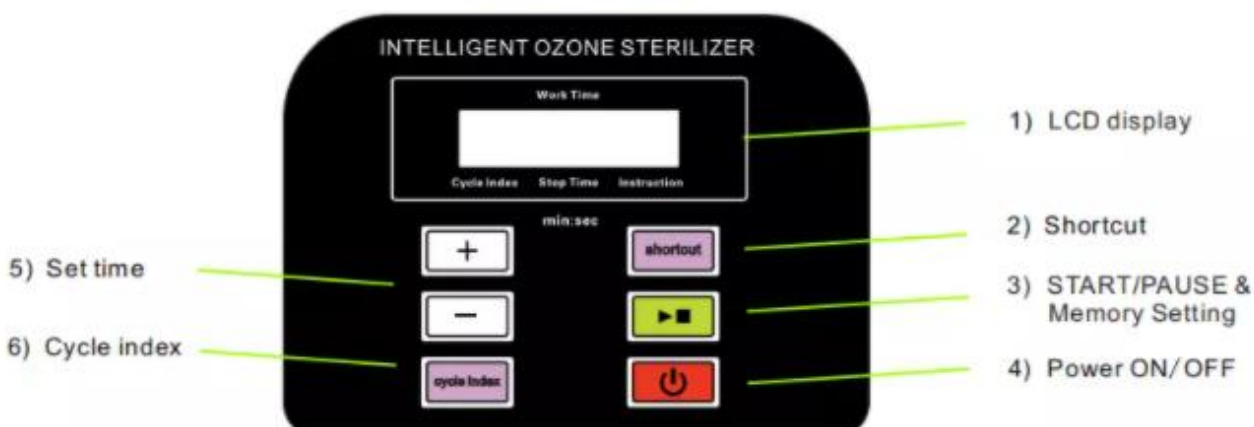 INTELLIGENT OZONE STERILIZER
Work Time
Cycle Index Stop Time Instruction
min:sec
+
shortcut
−
cycle Index
1) LCD display
2) Shortcut
3) START/PAUSE &
Memory Setting
4) Power ON/OFF
5) Set time
6) Cycle index